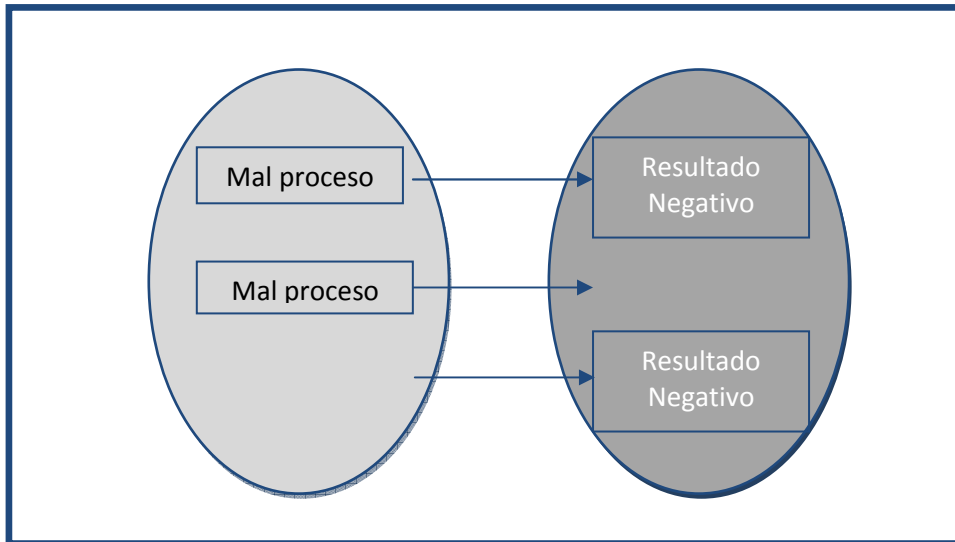 Mal proceso
Resultado
Negativo
Mal proceso
Resultado
Negativo